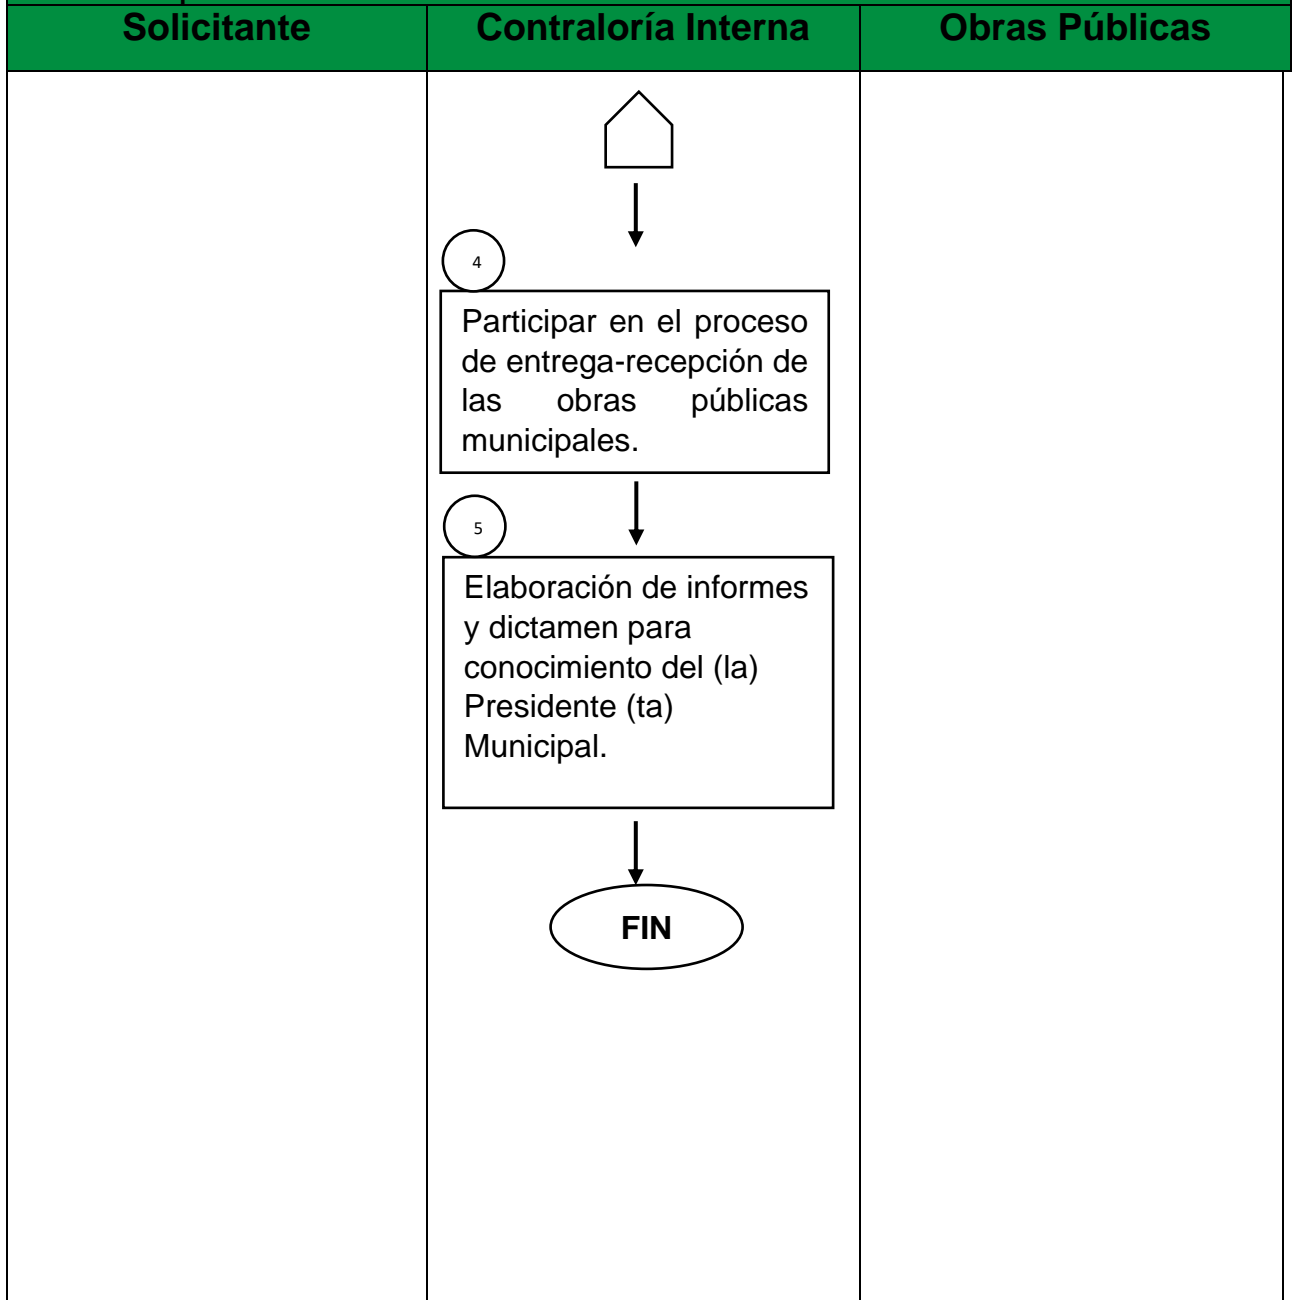 Solicitante
Contraloría Interna
Obras Públicas
4
Participar en el proceso
de entrega-recepción de
las obras públicas
municipales.
5
Elaboración de informes
y dictamen para
conocimiento del (la)
Presidente (ta)
Municipal.
FIN